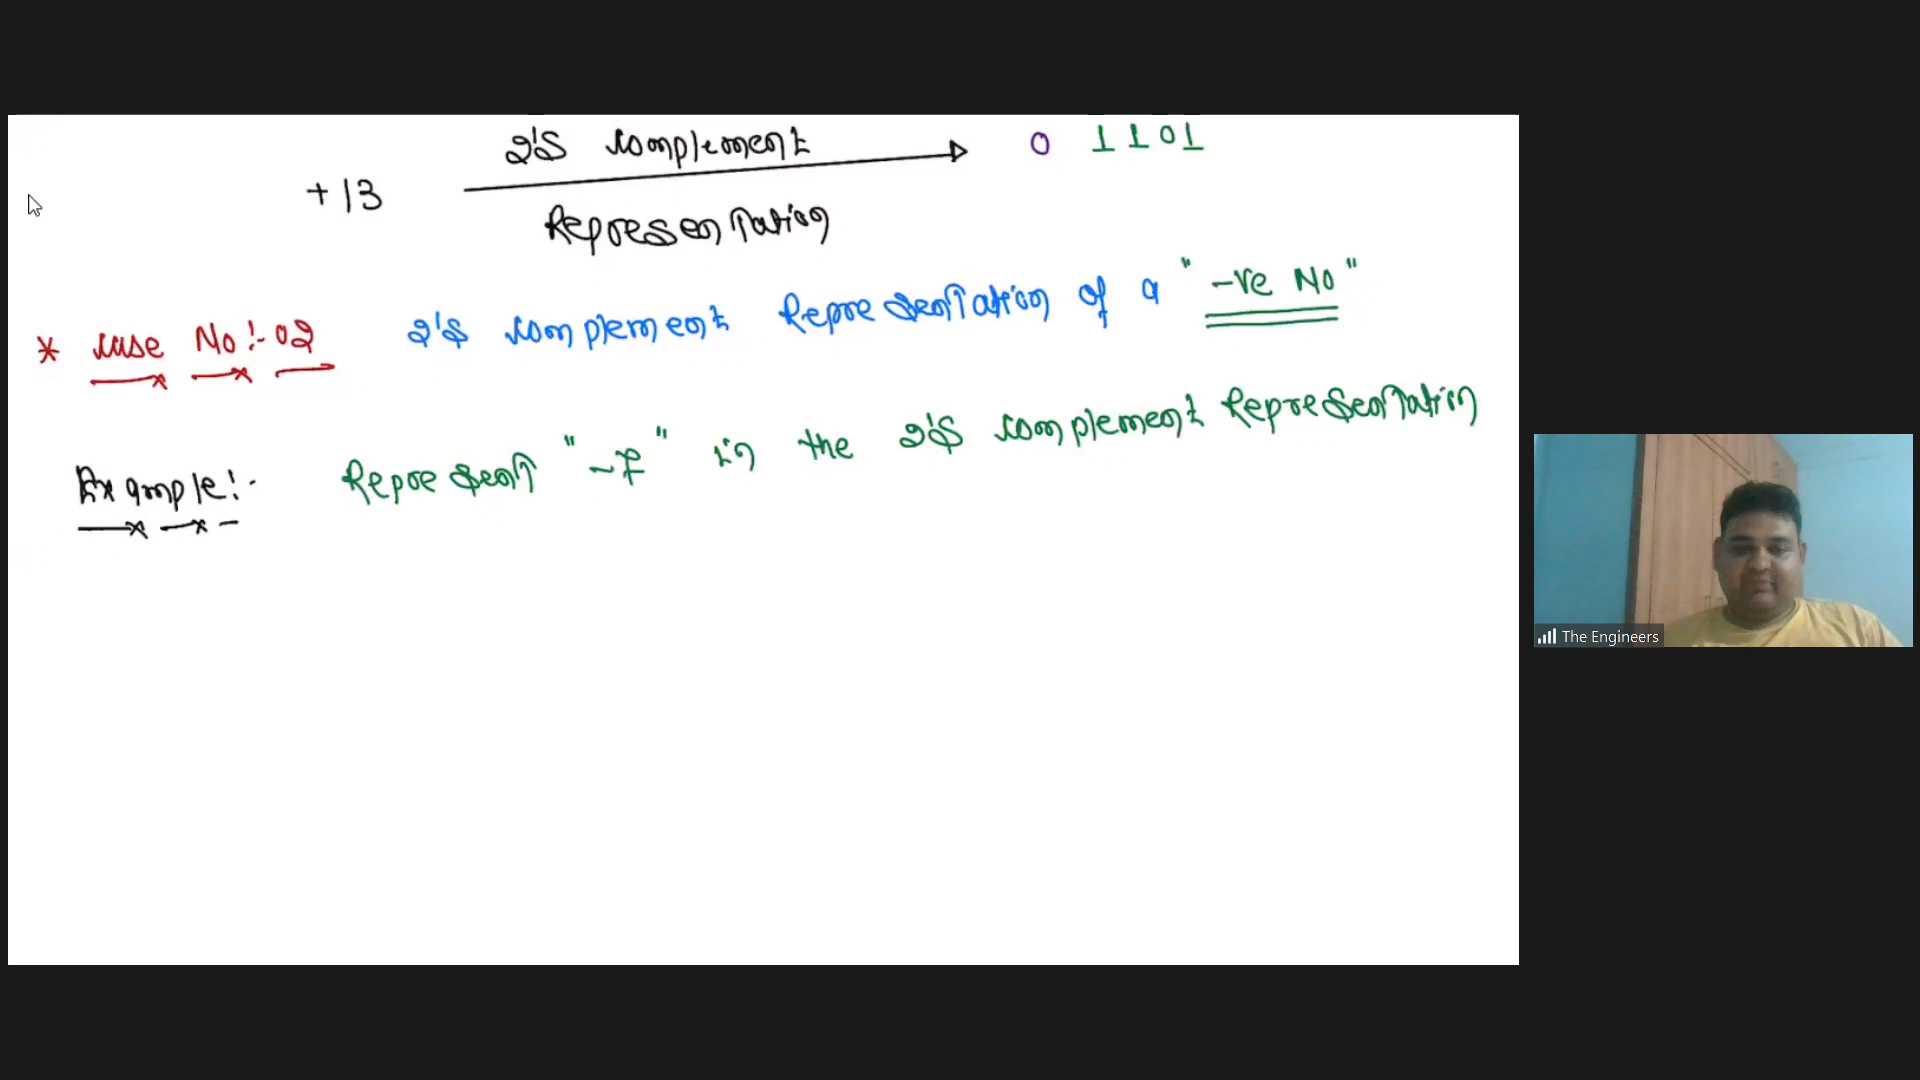 2's complement
0 1101
+13
Representation
* case No:- 02 2's complement Representation of a "-ve No"
Example:- Represent "-7" in the 2's complement Representation
The Engineers